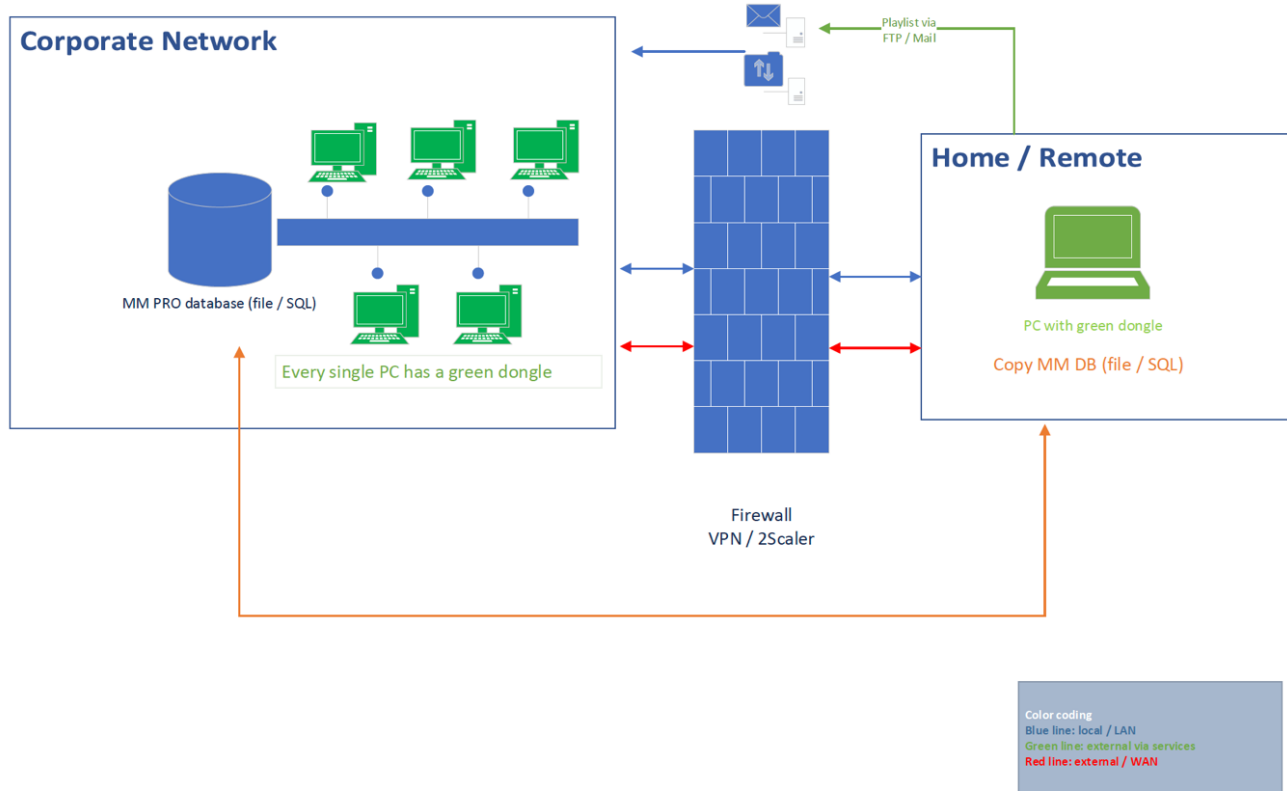 Corporate Network
Playlist via
FTP / Mail
Home / Remote
MM PRO database (file / SQL)
Every single PC has a green dongle
PC with green dongle
Copy MM DB (file / SQL)
Firewall
VPN / 2Scaler
Color coding
Blue line: local / LAN
Green line: external via services
Red line: external / WAN